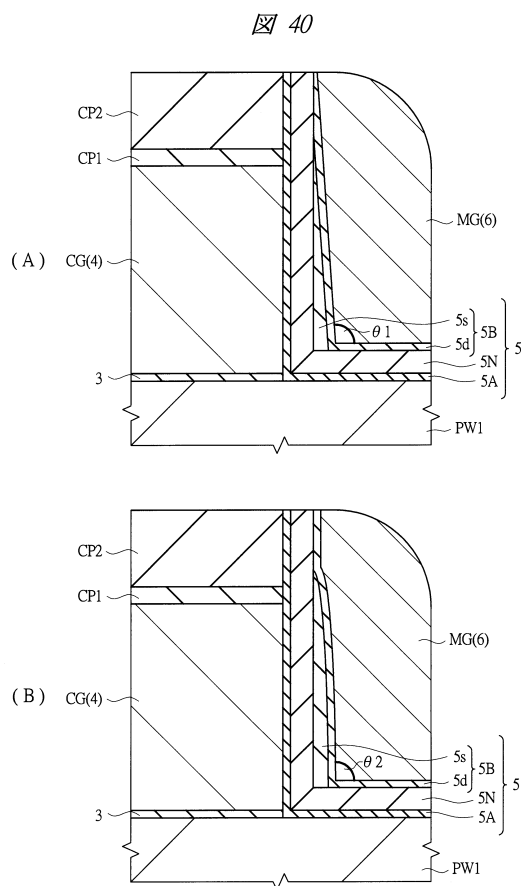 図 40
CP2
CP1
(A)
CG(4)
3
MG(6)
θ1
5s
5d
5B
5N
5A
5
PW1
CP2
CP1
(B)
CG(4)
3
MG(6)
θ2
5s
5d
5B
5N
5A
5
PW1